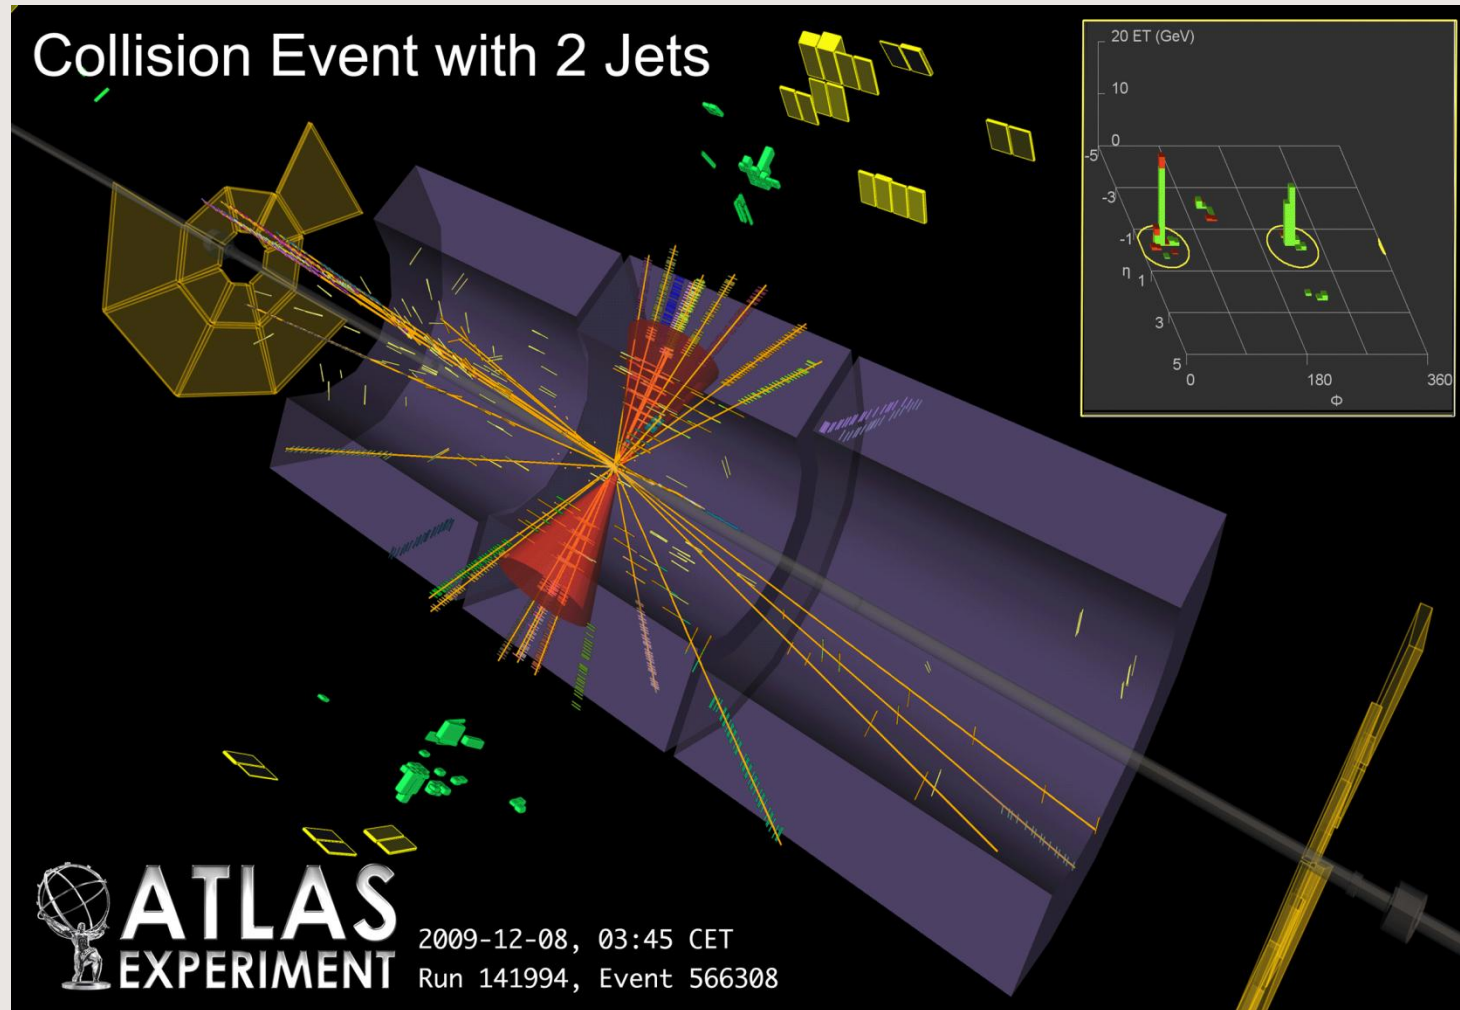 Collision Event with 2 Jets
20 ET (GeV)
10
0
-5
-3
-1
η
1
3
5
0
180
360
Φ
ATLAS
EXPERIMENT
2009-12-08, 03:45 CET
Run 141994, Event 566308